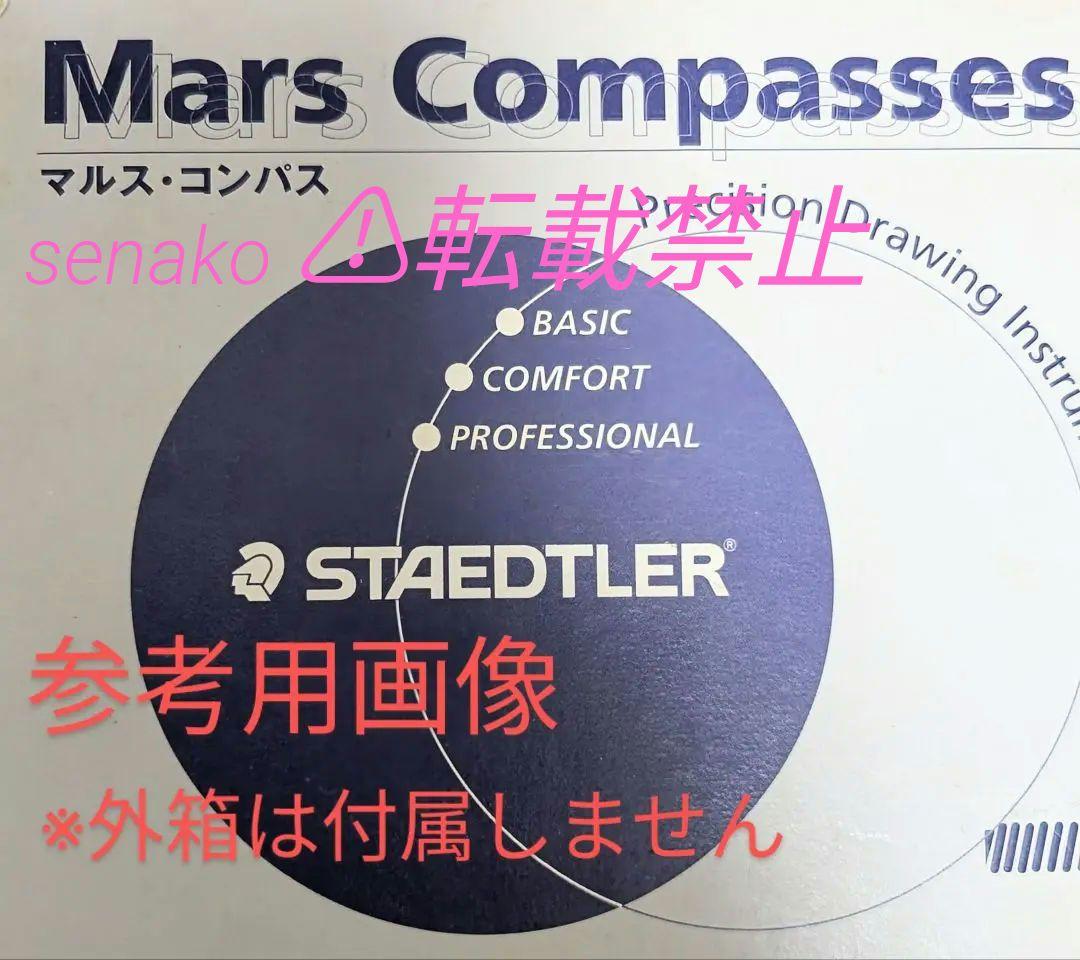 Mars Compasses
マルス・コンパス
Precision Drawing
senako ⚠転載禁止
BASIC
COMFORT
PROFESSIONAL
STAEDTLER®
参考用画像
※外箱は付属しません